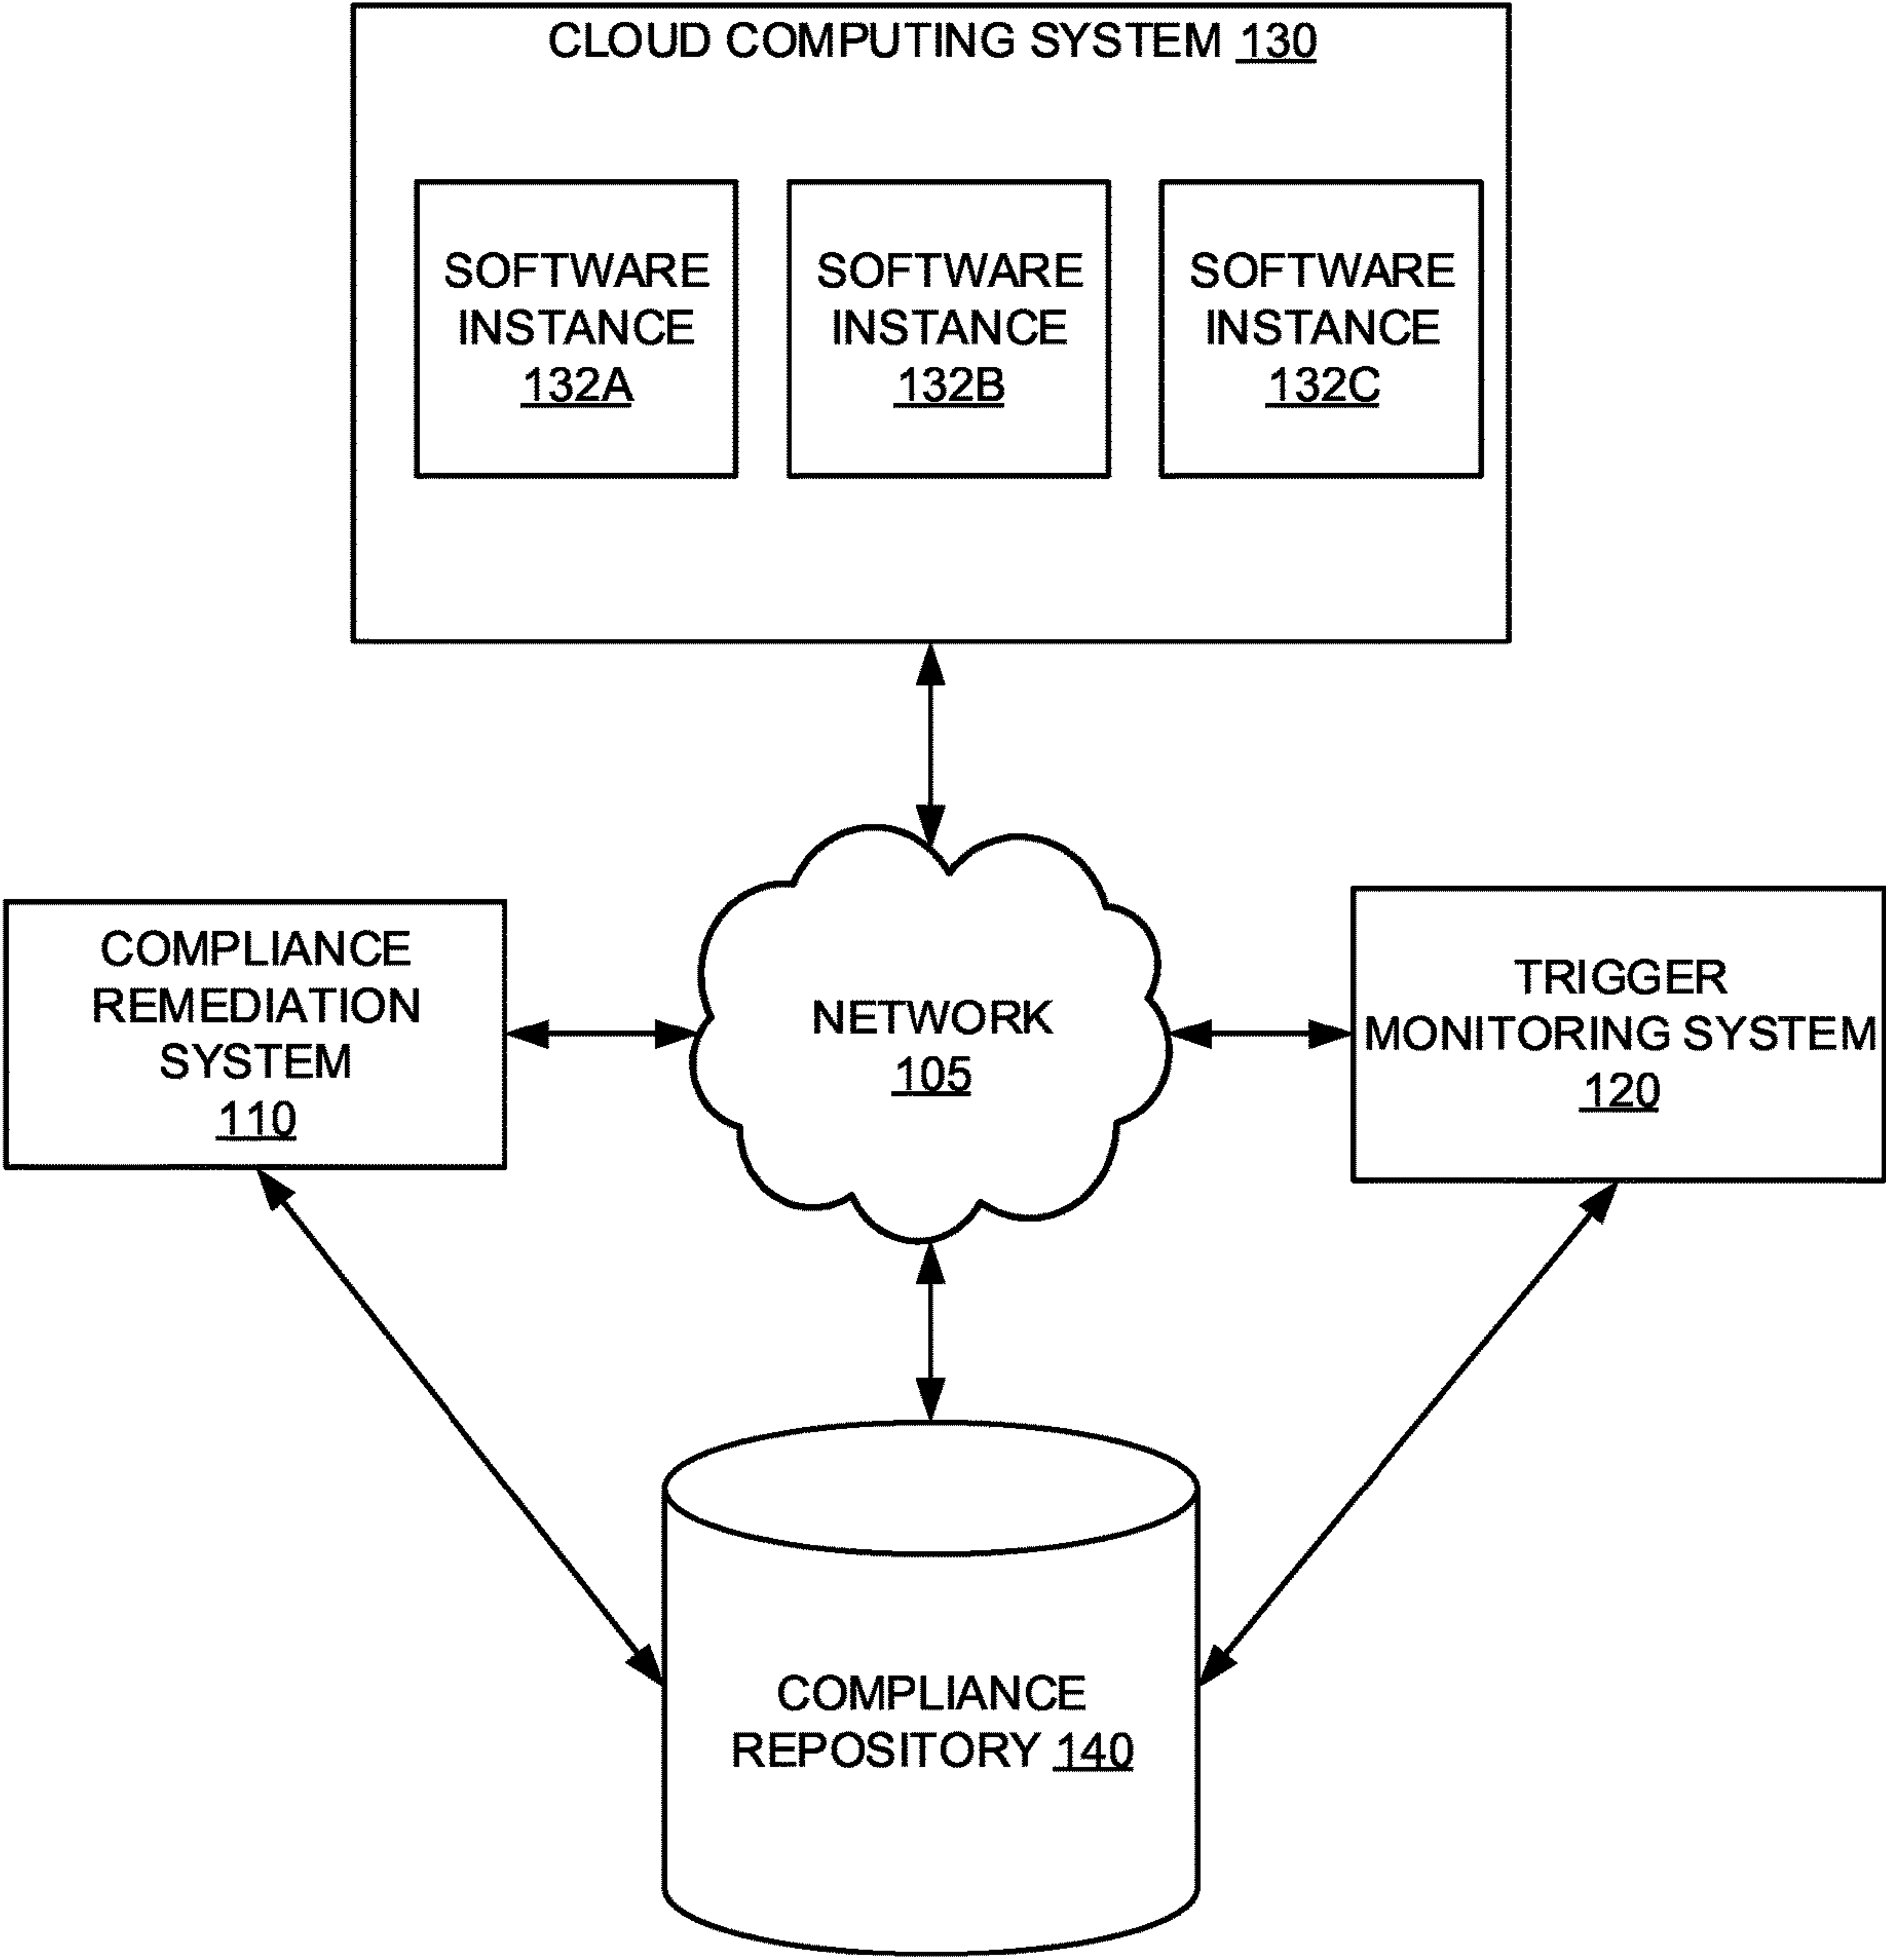 CLOUD COMPUTING SYSTEM 130
SOFTWARE
INSTANCE
132A
SOFTWARE
INSTANCE
132B
SOFTWARE
INSTANCE
132C
COMPLIANCE
REMEDIATION
SYSTEM
110
NETWORK
105
TRIGGER
MONITORING SYSTEM
120
COMPLIANCE
REPOSITORY 140